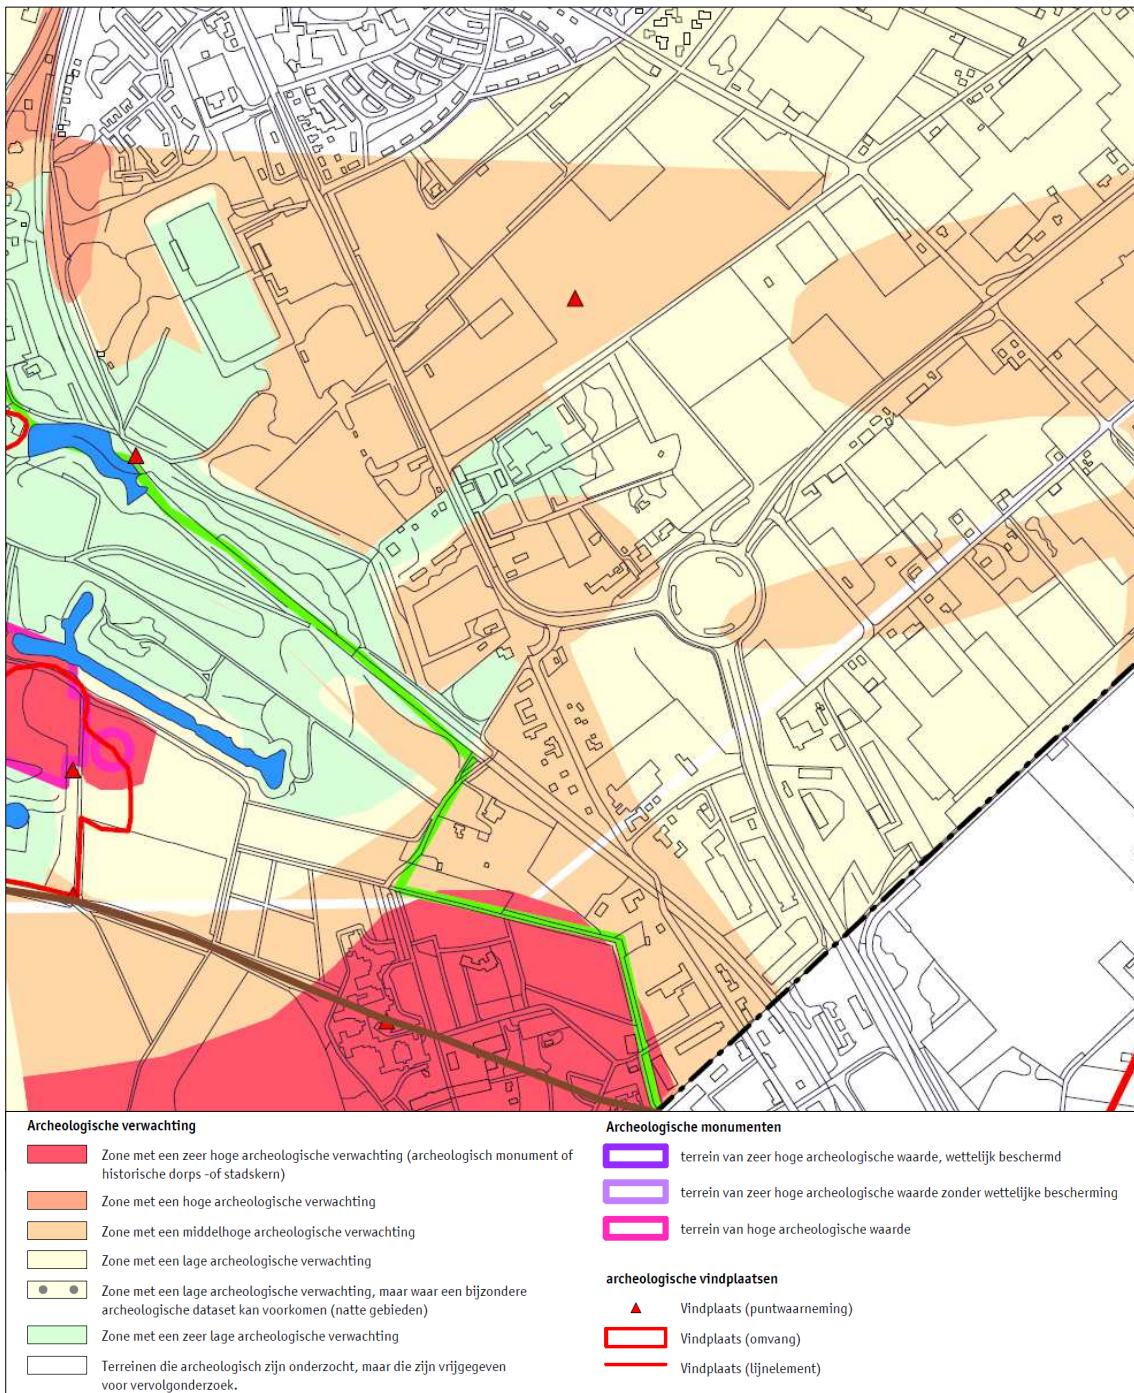 Archeologische verwachting
Zone met een zeer hoge archeologische verwachting (archeologisch monument of
historische dorps -of stadskern)
Zone met een hoge archeologische verwachting
Zone met een middelhoge archeologische verwachting
Zone met een lage archeologische verwachting
Zone met een lage archeologische verwachting, maar waar een bijzondere
archeologische dataset kan voorkomen (natte gebieden)
Zone met een zeer lage archeologische verwachting
Terreinen die archeologisch zijn onderzocht, maar die zijn vrijgegeven
voor vervolgonderzoek.
Archeologische monumenten
terrein van zeer hoge archeologische waarde, wettelijk beschermd
terrein van zeer hoge archeologische waarde zonder wettelijke bescherming
terrein van hoge archeologische waarde
archeologische vindplaatsen
Vindplaats (puntwaarneming)
Vindplaats (omvang)
Vindplaats (lijnelement)